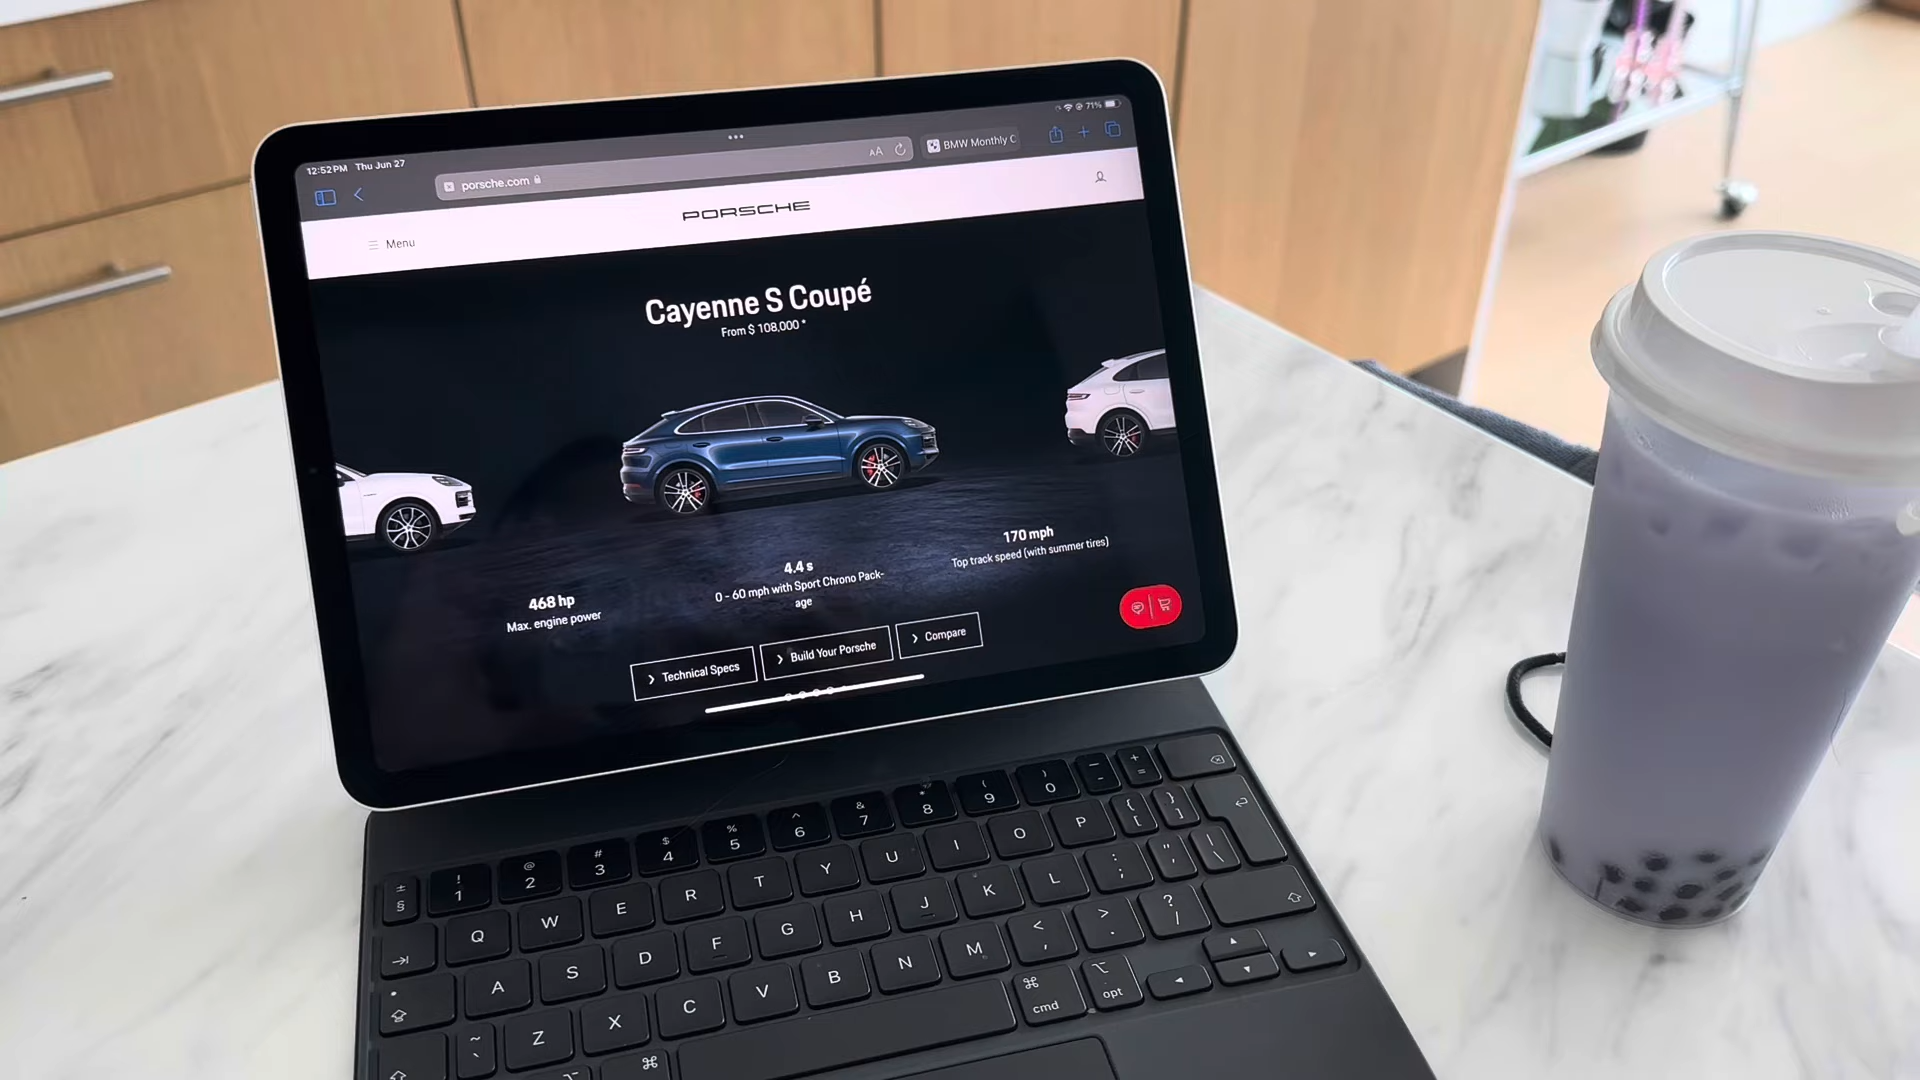 12:52 PM Thu Jun 27
71%
porsche.com
AA
BMW Monthly C
Menu
PORSCHE
Cayenne S Coupé
From $ 108,000 *
468 hp
Max. engine power
4.4 s
0 - 60 mph with Sport Chrono Pack-
age
170 mph
Top track speed (with summer tires)
Technical Specs
Build Your Porsche
Compare
± ! @ # $ % ^ & * ( ) — +
§ 1 2 3 4 5 6 7 8 9 0 - =
Q W E R T Y U I O P { [ } ]
A S D F G H J K L : ; " ' | \
~ ` Z X C V B N M < , > . ? /
⌘ ⌘ cmd ⌥ opt